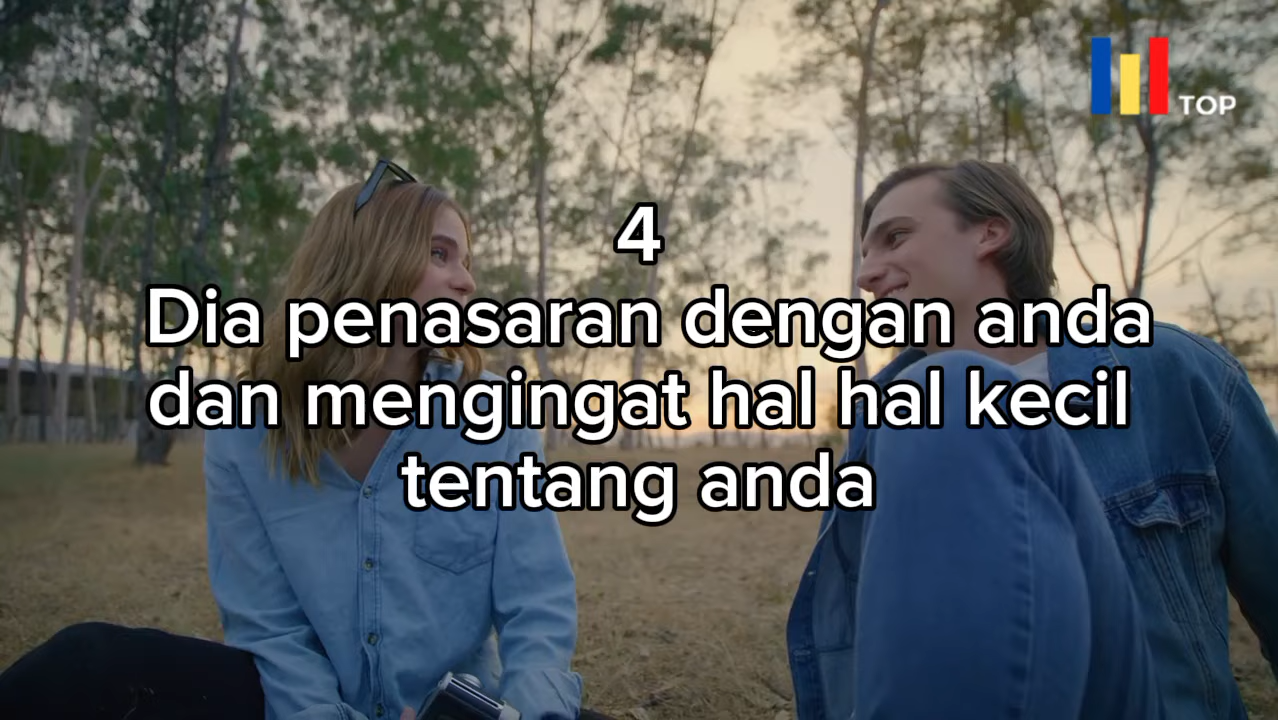 TOP
4
Dia penasaran dengan anda
dan mengingat hal hal kecil
tentang anda